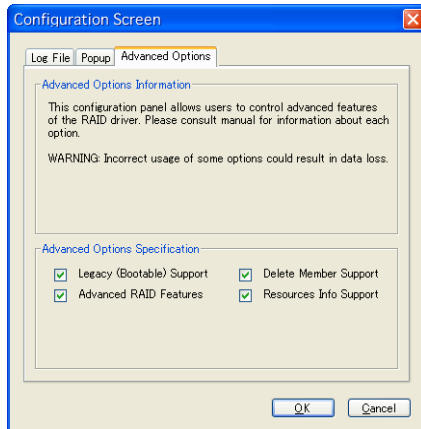 Configuration Screen
Log File Popup Advanced Options
Advanced Options Information
This configuration panel allows users to control advanced features
of the RAID driver. Please consult manual for information about each
option.
WARNING: Incorrect usage of some options could result in data loss.
Advanced Options Specification
Legacy (Bootable) Support Delete Member Support
Advanced RAID Features Resources Info Support
OK Cancel